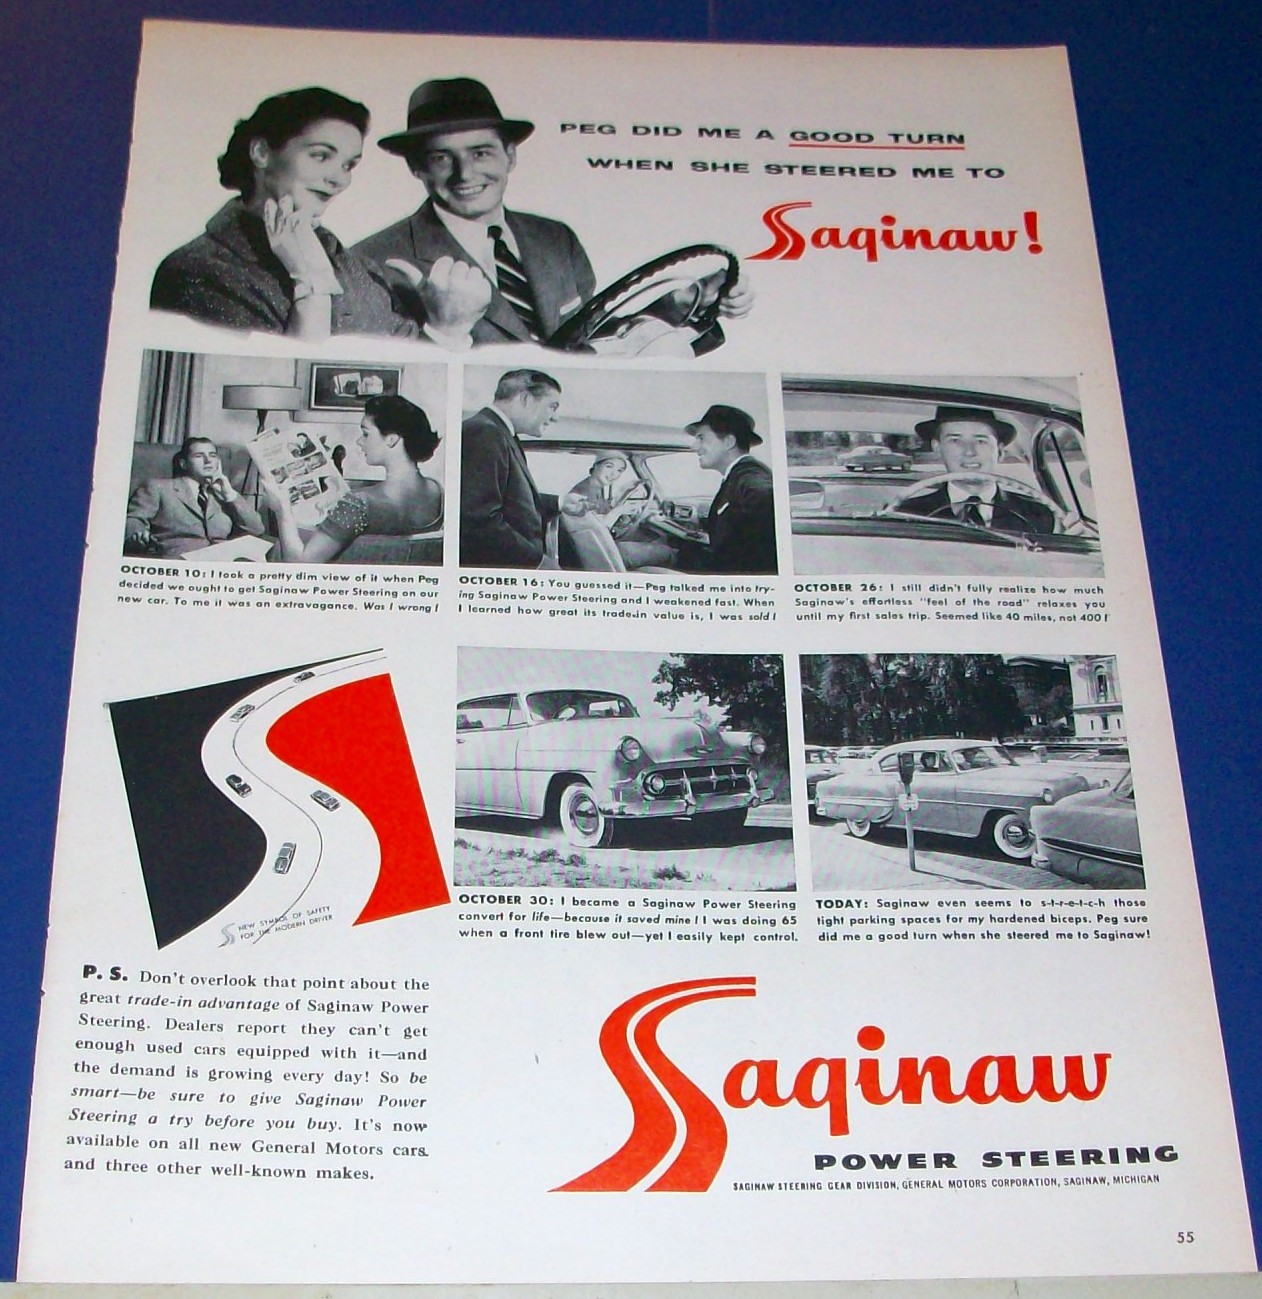 PEG DID ME A GOOD TURN
WHEN SHE STEERED ME TO
Saginaw!
OCTOBER 10: I took a pretty dim view of it when Peg
decided we ought to get Saginaw Power Steering on our
new car. To me it was an extravagance. Was I wrong!
OCTOBER 16: You guessed it—Peg talked me into try-
ing Saginaw Power Steering and I weakened fast. When
I learned how great its trade-in value is, I was sold!
OCTOBER 26: I still didn't fully realize how much
Saginaw's effortless "feel of the road" relaxes you
until my first sales trip. Seemed like 40 miles, not 400!
NEW SYMBOL OF SAFETY
FOR THE MODERN DRIVER
OCTOBER 30: I became a Saginaw Power Steering
convert for life—because it saved mine! I was doing 65
when a front tire blew out—yet I easily kept control.
TODAY: Saginaw even seems to s-t-r-e-t-c-h those
tight parking spaces for my hardened biceps. Peg sure
did me a good turn when she steered me to Saginaw!
P. S. Don't overlook that point about the
great trade-in advantage of Saginaw Power
Steering. Dealers report they can't get
enough used cars equipped with it—and
the demand is growing every day! So be
smart—be sure to give Saginaw Power
Steering a try before you buy. It's now
available on all new General Motors cars
and three other well-known makes.
Saginaw
POWER STEERING
SAGINAW STEERING GEAR DIVISION, GENERAL MOTORS CORPORATION, SAGINAW, MICHIGAN
55